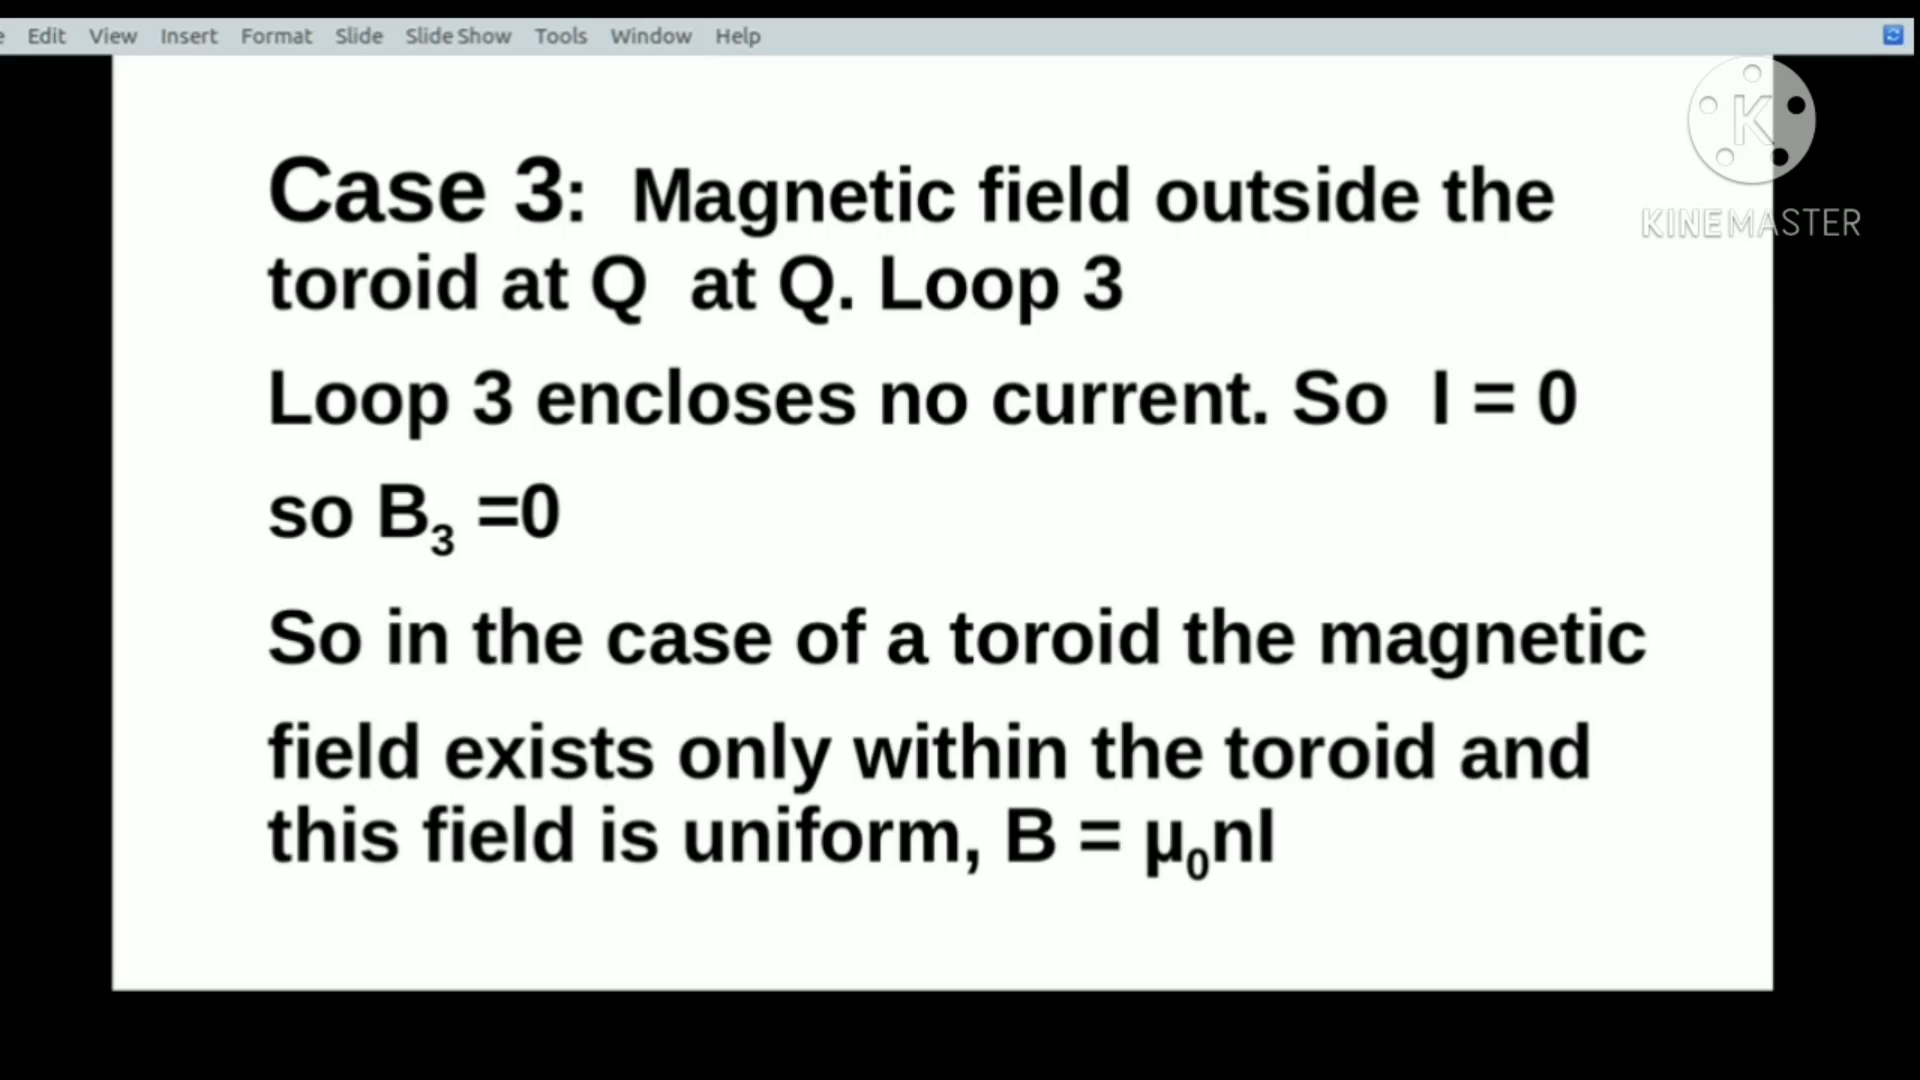 Edit View Insert Format Slide Slide Show Tools Window Help
K
KINEMASTER
Case 3: Magnetic field outside the
toroid at Q at Q. Loop 3
Loop 3 encloses no current. So I = 0
so B₃ =0
So in the case of a toroid the magnetic
field exists only within the toroid and
this field is uniform, B = µ₀nI